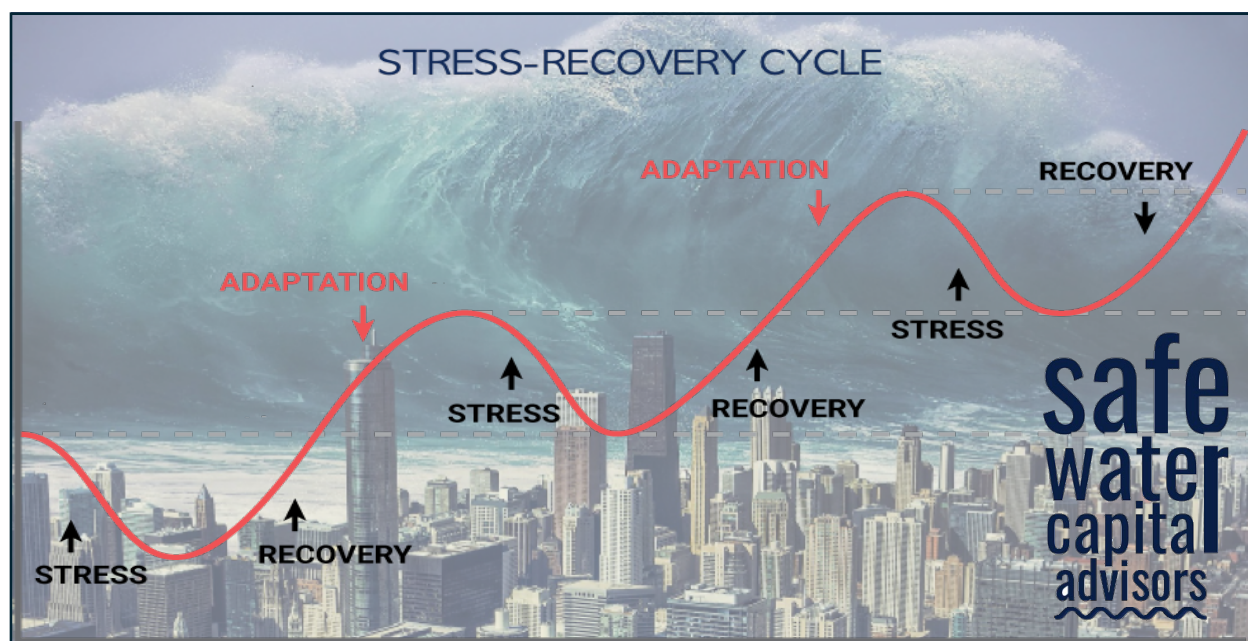 STRESS-RECOVERY CYCLE
ADAPTATION
RECOVERY
ADAPTATION
STRESS
STRESS
RECOVERY
RECOVERY
STRESS
safe
water
capital
advisors